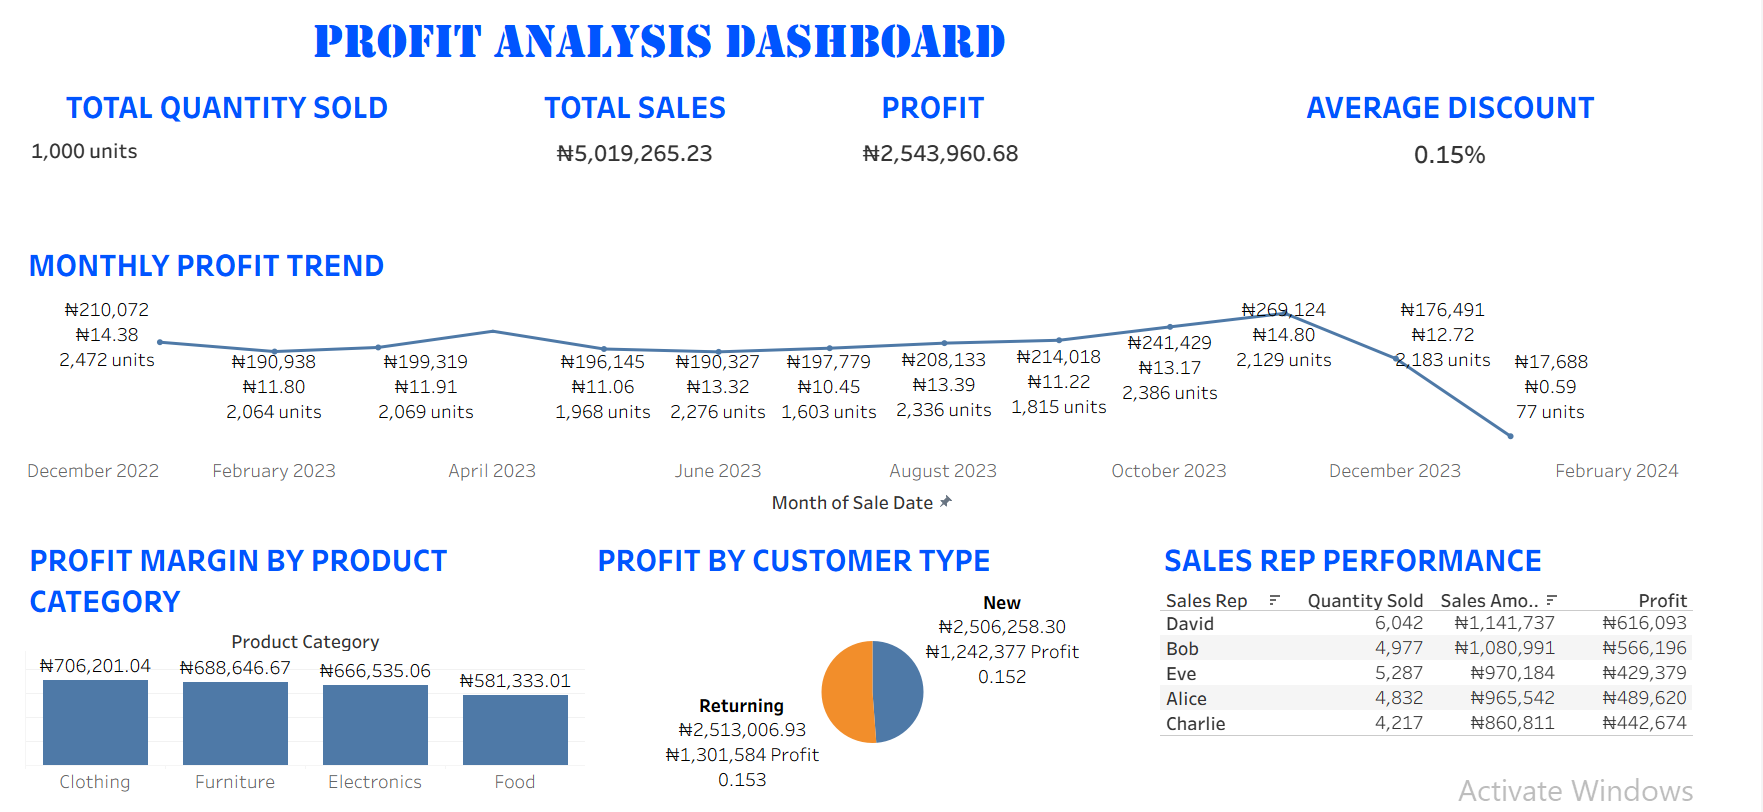 PROFIT ANALYSIS DASHBOARD
TOTAL QUANTITY SOLD
1,000 units
TOTAL SALES
₦5,019,265.23
PROFIT
₦2,543,960.68
AVERAGE DISCOUNT
0.15%
MONTHLY PROFIT TREND
₦210,072
₦14.38
2,472 units
₦190,938
₦11.80
2,064 units
₦199,319
₦11.91
2,069 units
₦196,145
₦11.06
1,968 units
₦190,327
₦13.32
2,276 units
₦197,779
₦10.45
1,603 units
₦208,133
₦13.39
2,336 units
₦214,018
₦11.22
1,815 units
₦241,429
₦13.17
2,386 units
₦269,124
₦14.80
2,129 units
₦176,491
₦12.72
2,183 units
₦17,688
₦0.59
77 units
December 2022 February 2023 April 2023 June 2023 August 2023 October 2023 December 2023 February 2024
Month of Sale Date
PROFIT MARGIN BY PRODUCT
CATEGORY
Product Category
₦706,201.04 ₦688,646.67 ₦666,535.06 ₦581,333.01
Clothing Furniture Electronics Food
PROFIT BY CUSTOMER TYPE
New
₦2,506,258.30
₦1,242,377 Profit
0.152
Returning
₦2,513,006.93
₦1,301,584 Profit
0.153
SALES REP PERFORMANCE
Sales Rep Quantity Sold Sales Amo.. Profit
David 6,042 ₦1,141,737 ₦616,093
Bob 4,977 ₦1,080,991 ₦566,196
Eve 5,287 ₦970,184 ₦429,379
Alice 4,832 ₦965,542 ₦489,620
Charlie 4,217 ₦860,811 ₦442,674
Activate Windows